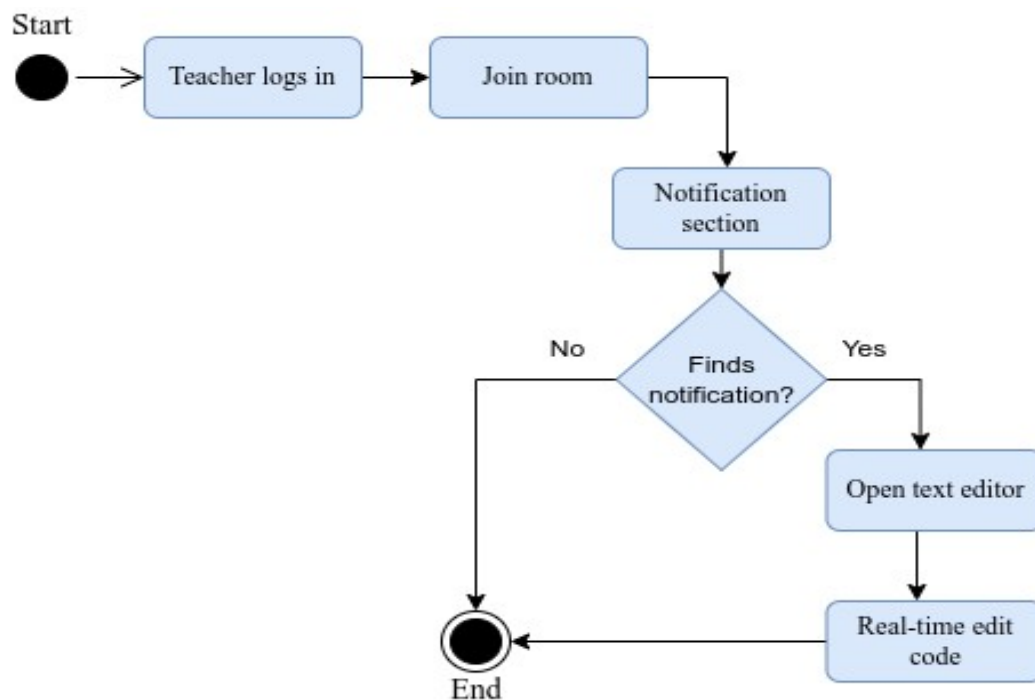 Start
Teacher logs in
Join room
Notification
section
Finds
notification?
No
Yes
Open text editor
Real-time edit
code
End